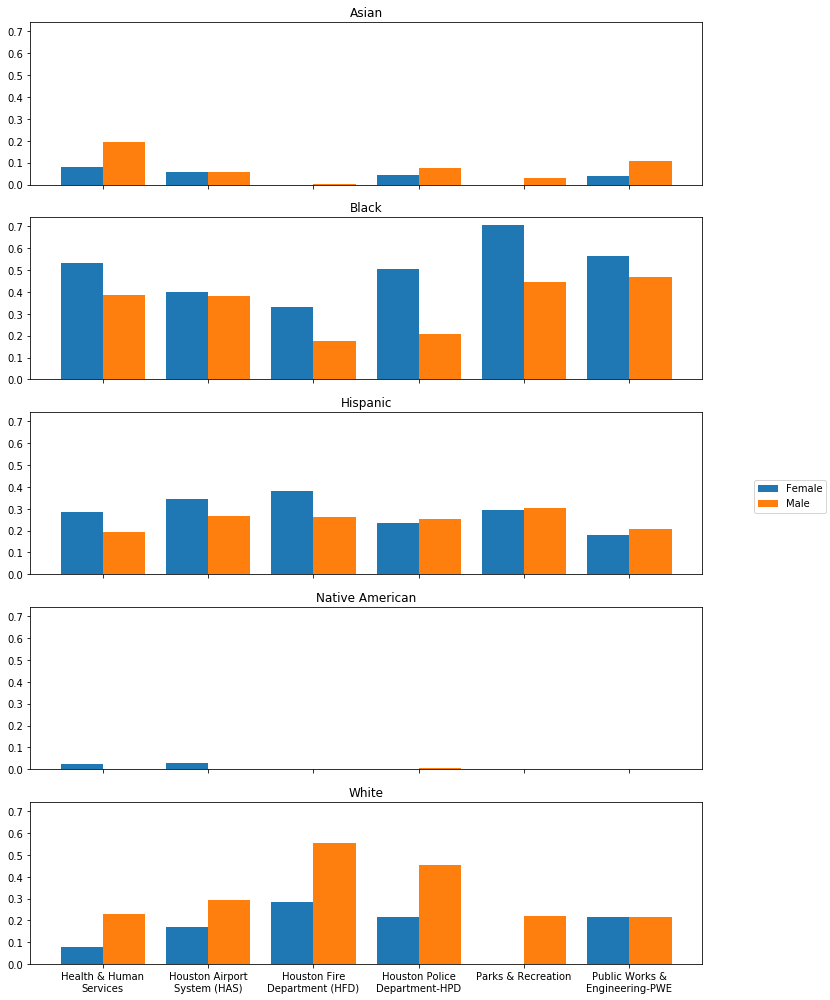 Asian
0.7
0.6
0.5
0.4
0.3
0.2
0.1
0.0
Black
0.7
0.6
0.5
0.4
0.3
0.2
0.1
0.0
Hispanic
0.7
0.6
0.5
0.4
0.3
0.2
0.1
0.0
Female
Male
Native American
0.7
0.6
0.5
0.4
0.3
0.2
0.1
0.0
White
0.7
0.6
0.5
0.4
0.3
0.2
0.1
0.0
Health & Human
Services
Houston Airport
System (HAS)
Houston Fire
Department (HFD)
Houston Police
Department-HPD
Parks & Recreation
Public Works &
Engineering-PWE